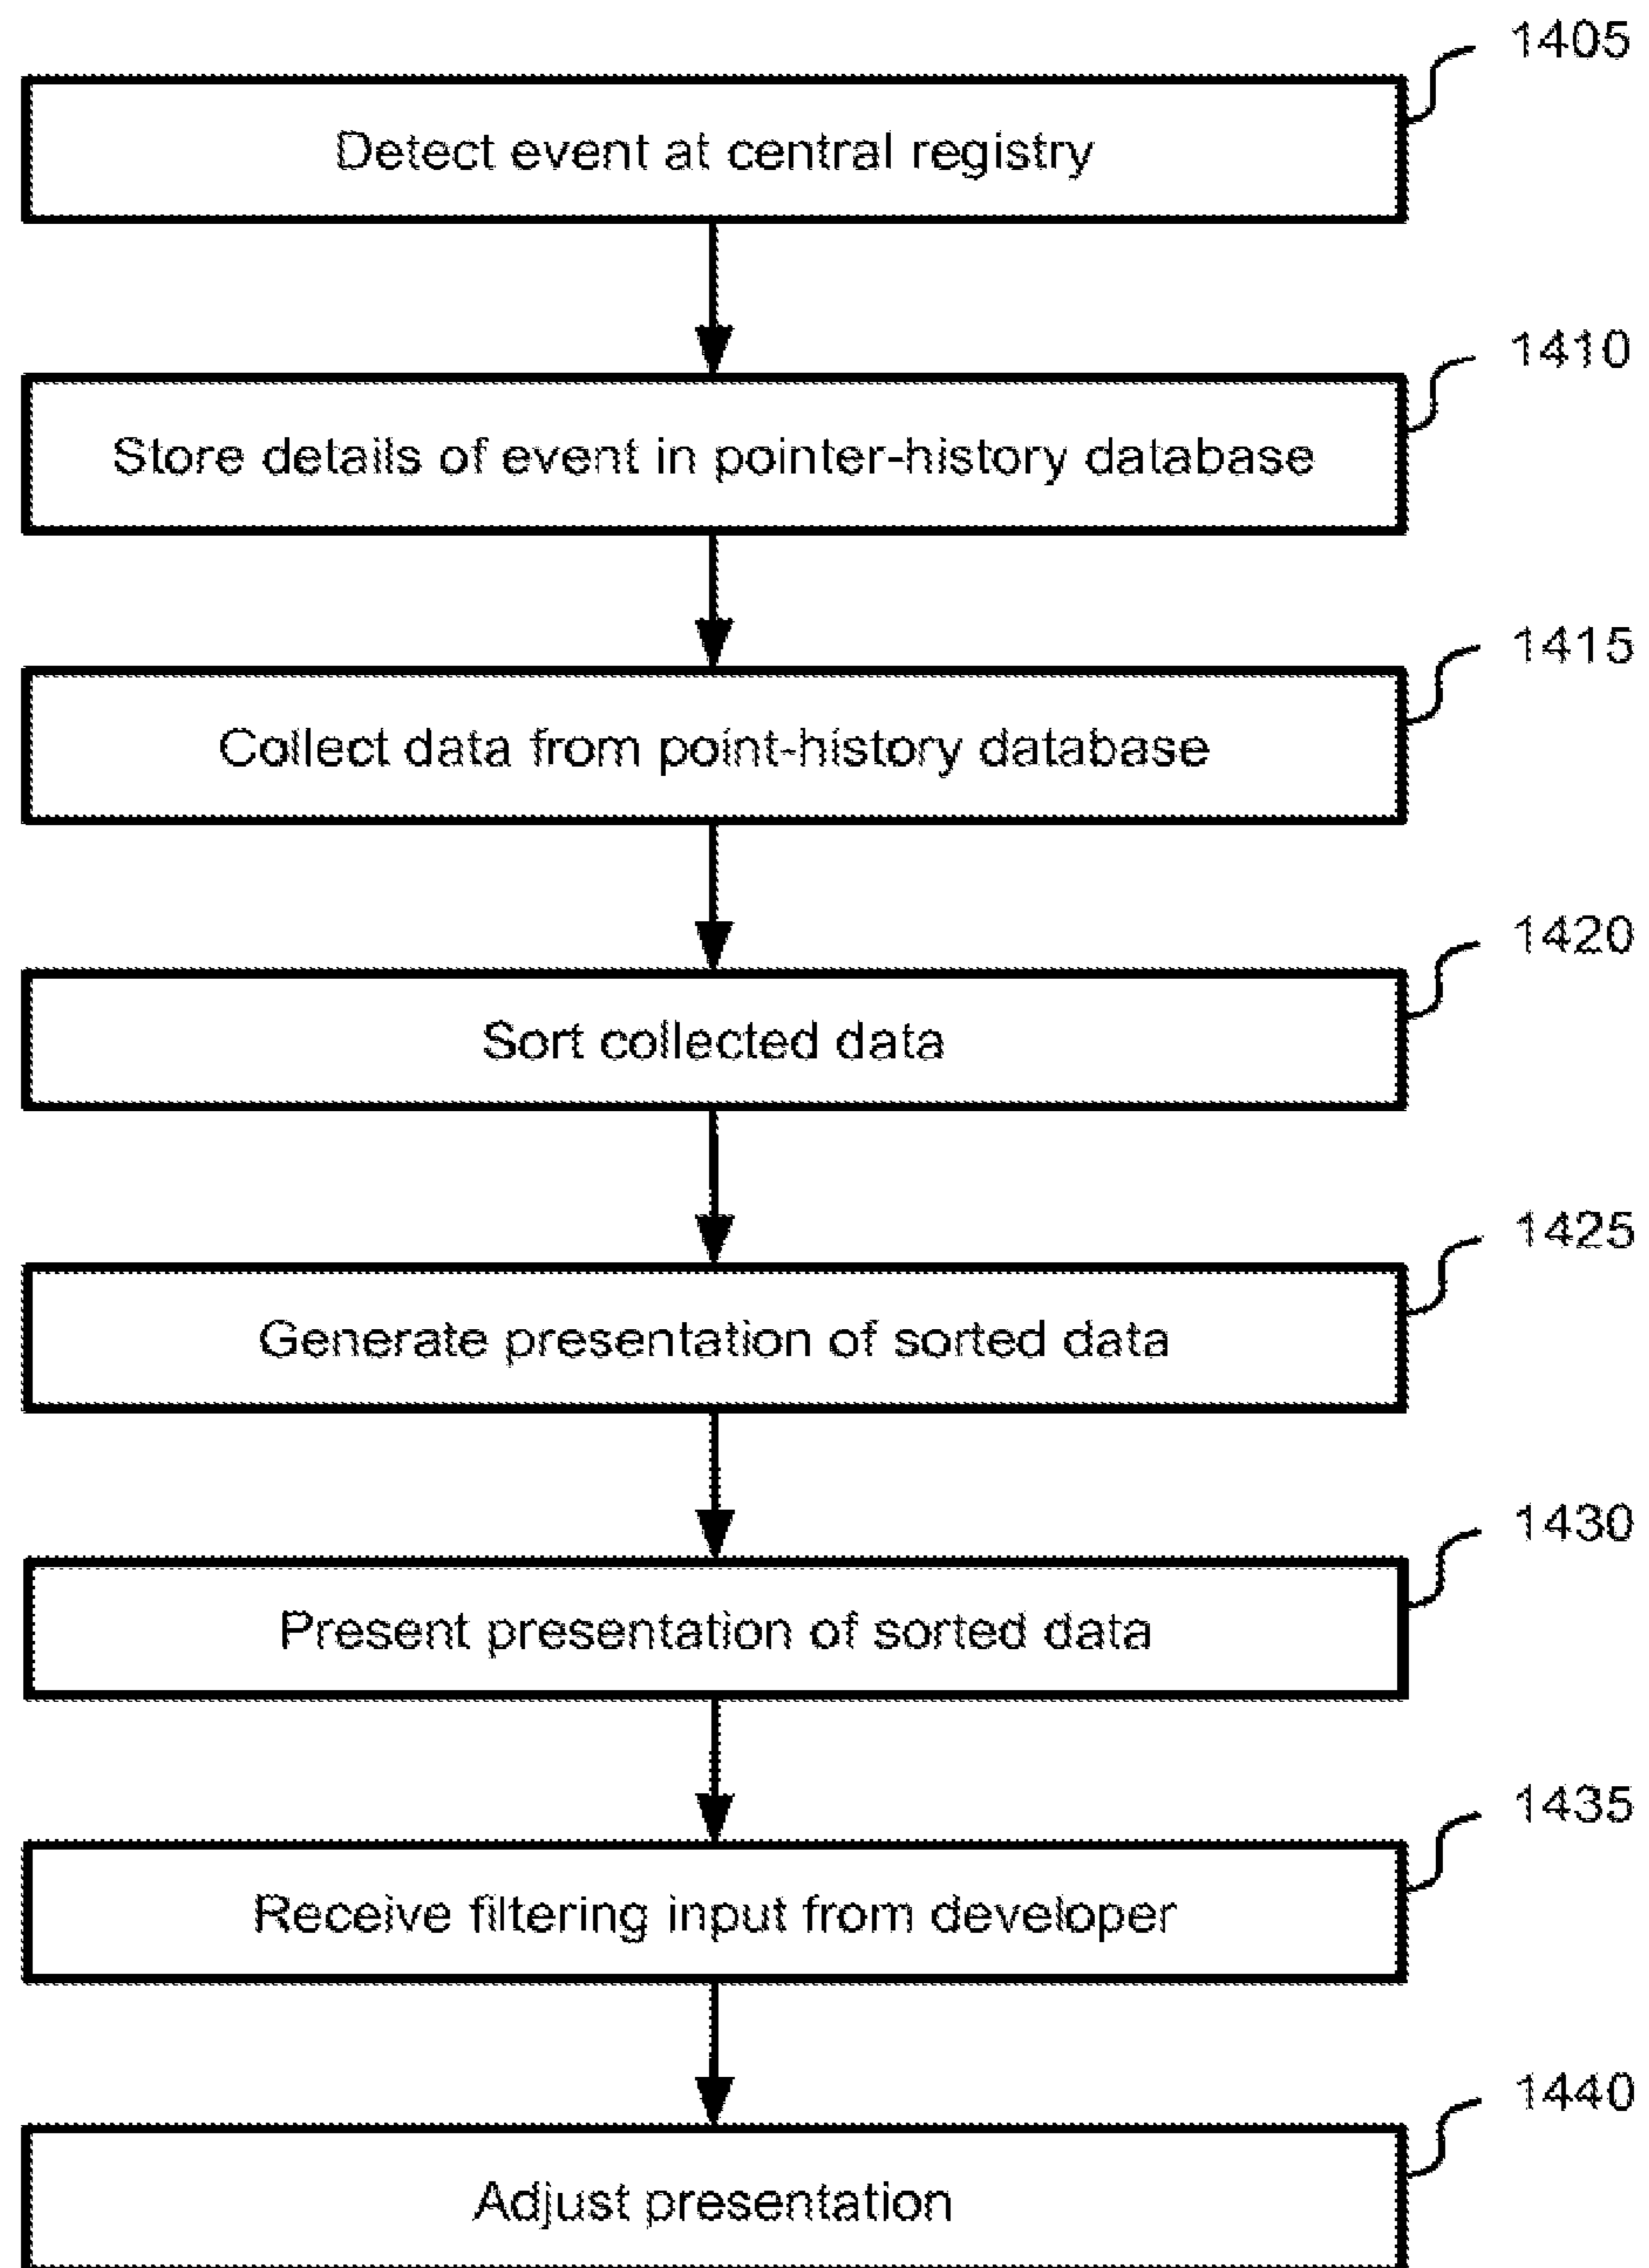 1405
Detect event at central registry
1410
Store details of event in pointer-history database
1415
Collect data from point-history database
1420
Sort collected data
1425
Generate presentation of sorted data
1430
Present presentation of sorted data
1435
Receive filtering input from developer
1440
Adjust presentation